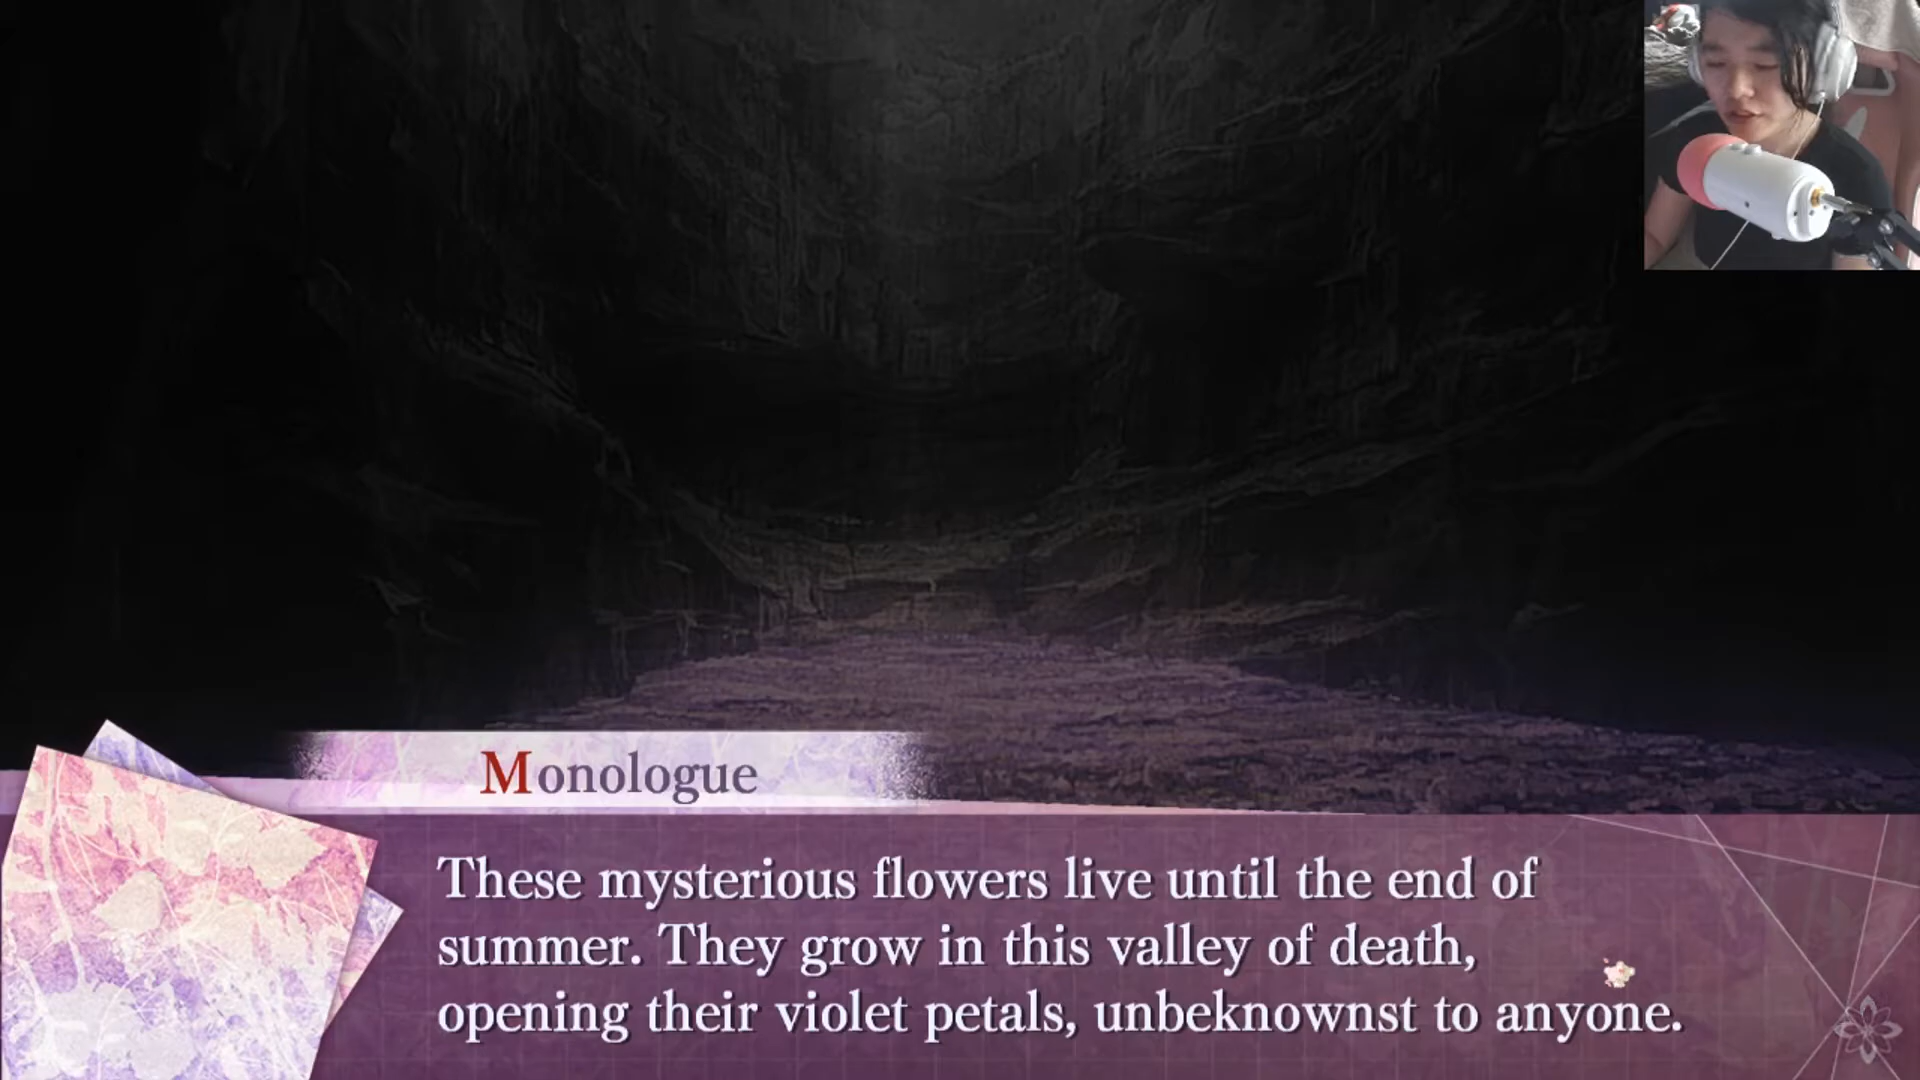 Monologue
These mysterious flowers live until the end of
summer. They grow in this valley of death,
opening their violet petals, unbeknownst to anyone.